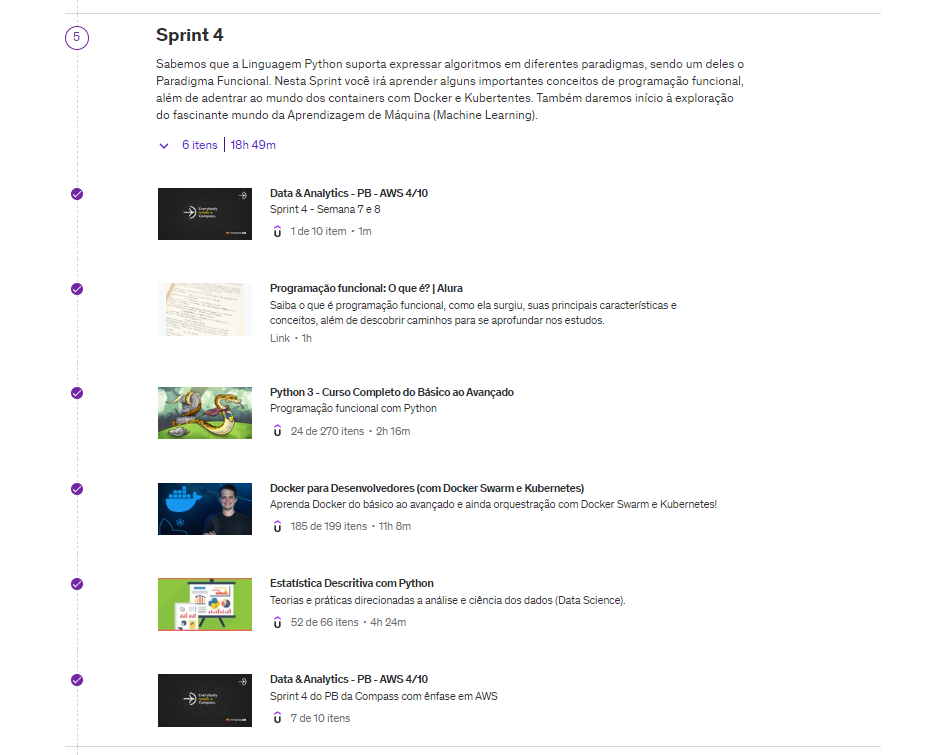 5
Sprint 4
Sabemos que a Linguagem Python suporta expressar algoritmos em diferentes paradigmas, sendo um deles o
Paradigma Funcional. Nesta Sprint você irá aprender alguns importantes conceitos de programação funcional,
além de adentrar ao mundo dos containers com Docker e Kubertentes. Também daremos início à exploração
do fascinante mundo da Aprendizagem de Máquina (Machine Learning).
6 itens | 18h 49m
Data & Analytics - PB - AWS 4/10
Sprint 4 - Semana 7 e 8
1 de 10 item • 1m
Everybody
needs a
Compass.
Programação funcional: O que é? | Alura
Saiba o que é programação funcional, como ela surgiu, suas principais características e
conceitos, além de descobrir caminhos para se aprofundar nos estudos.
Link • 1h
Python 3 - Curso Completo do Básico ao Avançado
Programação funcional com Python
24 de 270 itens • 2h 16m
Docker para Desenvolvedores (com Docker Swarm e Kubernetes)
Aprenda Docker do básico ao avançado e ainda orquestração com Docker Swarm e Kubernetes!
185 de 199 itens • 11h 8m
Estatística Descritiva com Python
Teorias e práticas direcionadas a análise e ciência dos dados (Data Science).
52 de 66 itens • 4h 24m
Data & Analytics - PB - AWS 4/10
Sprint 4 do PB da Compass com ênfase em AWS
7 de 10 itens
Everybody
needs a
Compass.